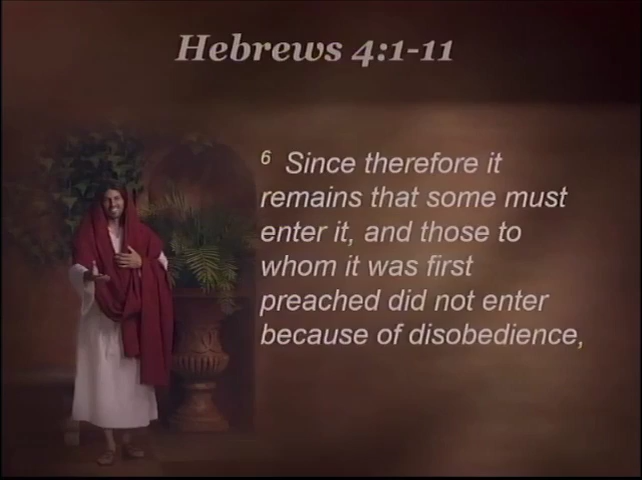 Hebrews 4:1-11
6 Since therefore it
remains that some must
enter it, and those to
whom it was first
preached did not enter
because of disobedience,